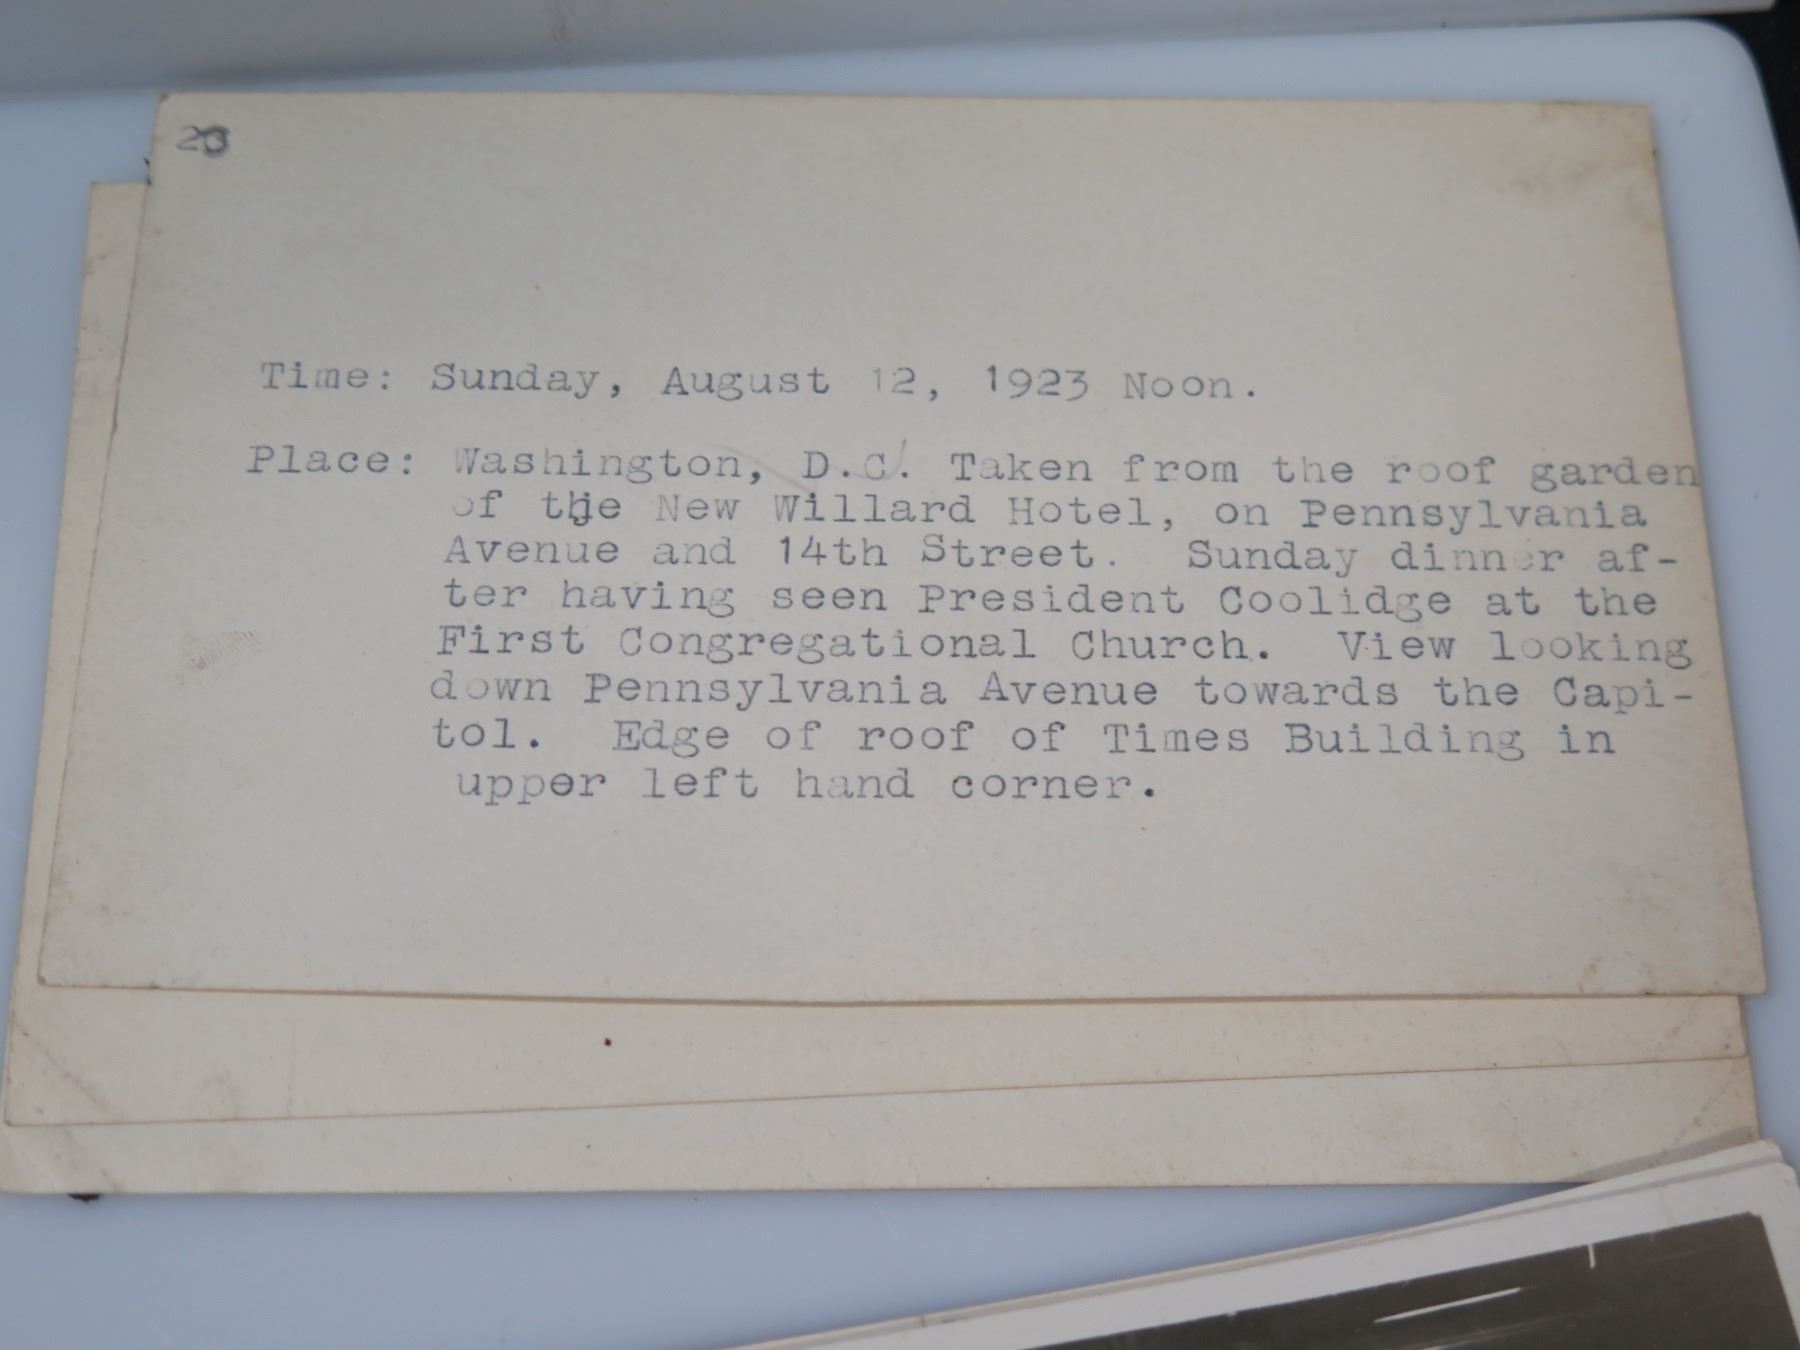 23
Time: Sunday, August 12, 1923 Noon.
Place: Washington, D.C. Taken from the roof garden
of the New Willard Hotel, on Pennsylvania
Avenue and 14th Street. Sunday dinner af-
ter having seen President Coolidge at the
First Congregational Church. View looking
down Pennsylvania Avenue towards the Capi-
tol. Edge of roof of Times Building in
upper left hand corner.